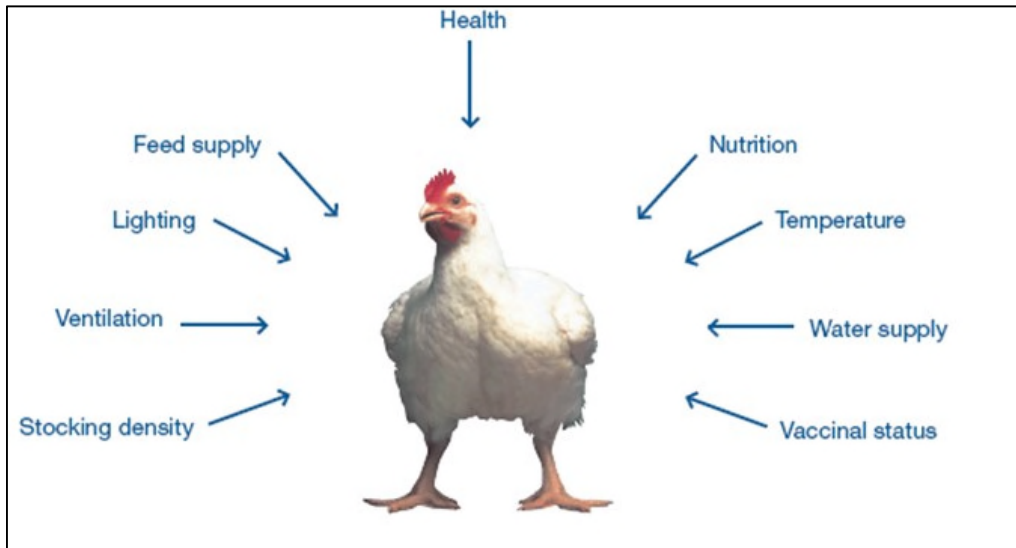 Health
Feed supply
Nutrition
Lighting
Temperature
Ventilation
Water supply
Stocking density
Vaccinal status